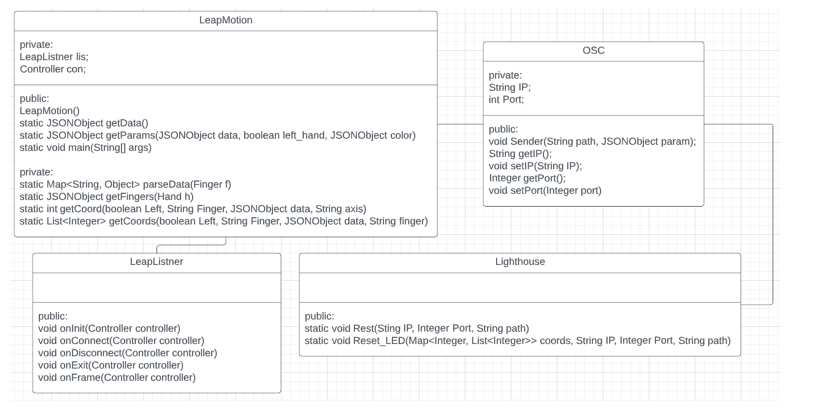 LeapMotion
private:
LeapListner lis;
Controller con;
public:
LeapMotion()
static JSONObject getData()
static JSONObject getParams(JSONObject data, boolean left_hand, JSONObject color)
static void main(String[] args)
private:
static Map<String, Object> parseData(Finger f)
static JSONObject getFingers(Hand h)
static int getCoord(boolean Left, String Finger, JSONObject data, String axis)
static List<Integer> getCoords(boolean Left, String Finger, JSONObject data, String finger)
OSC
private:
String IP;
int Port;
public:
void Sender(String path, JSONObject param);
String getIP();
void setIP(String IP);
Integer getPort();
void setPort(Integer port)
LeapListner
public:
void onInit(Controller controller)
void onConnect(Controller controller)
void onDisconnect(Controller controller)
void onExit(Controller controller)
void onFrame(Controller controller)
Lighthouse
public:
static void Rest(Sting IP, Integer Port, String path)
static void Reset_LED(Map<Integer, List<Integer>> coords, String IP, Integer Port, String path)